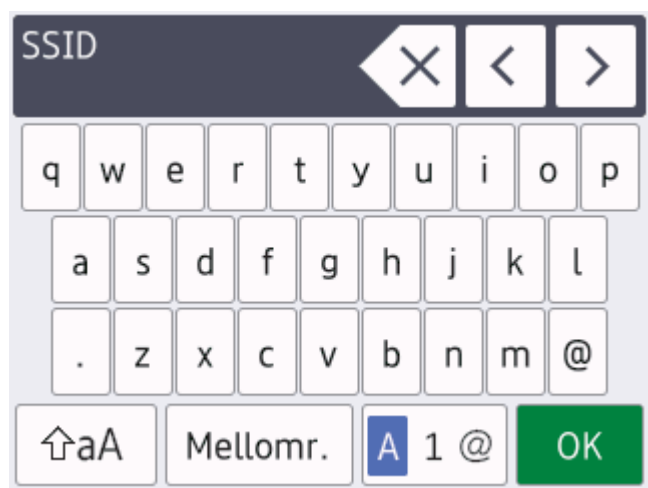 SSID
q w e r t y u i o p
a s d f g h j k l
. z x c v b n m @
aA Mellomr. A 1 @ OK